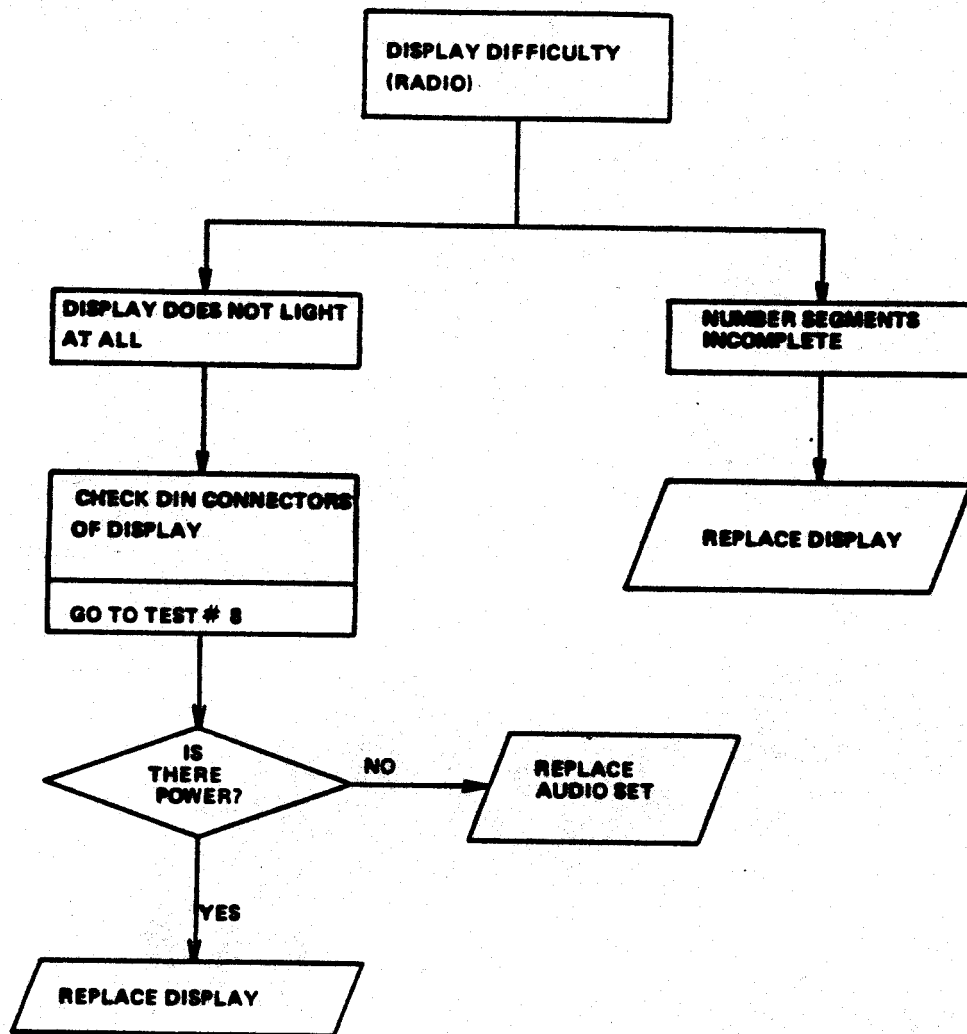 DISPLAY DIFFICULTY
(RADIO)
DISPLAY DOES NOT LIGHT
AT ALL
NUMBER SEGMENTS
INCOMPLETE
CHECK DIN CONNECTORS
OF DISPLAY
GO TO TEST # 8
REPLACE DISPLAY
IS
THERE
POWER?
NO
REPLACE
AUDIO SET
YES
REPLACE DISPLAY